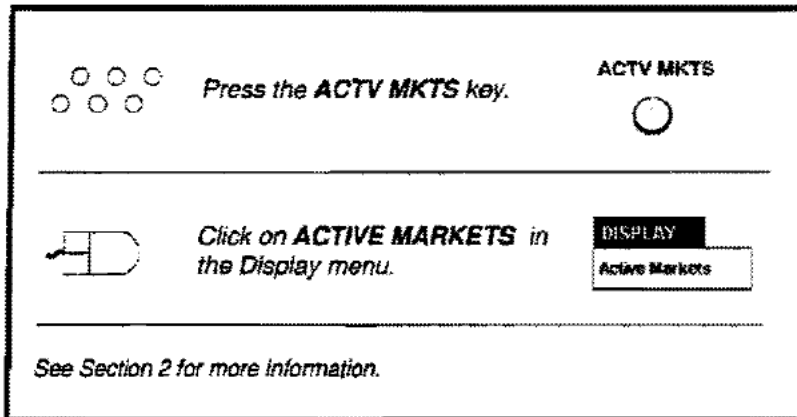 Press the ACTV MKTS key.
ACTV MKTS
Click on ACTIVE MARKETS in
the Display menu.
DISPLAY
Active Markets
See Section 2 for more information.